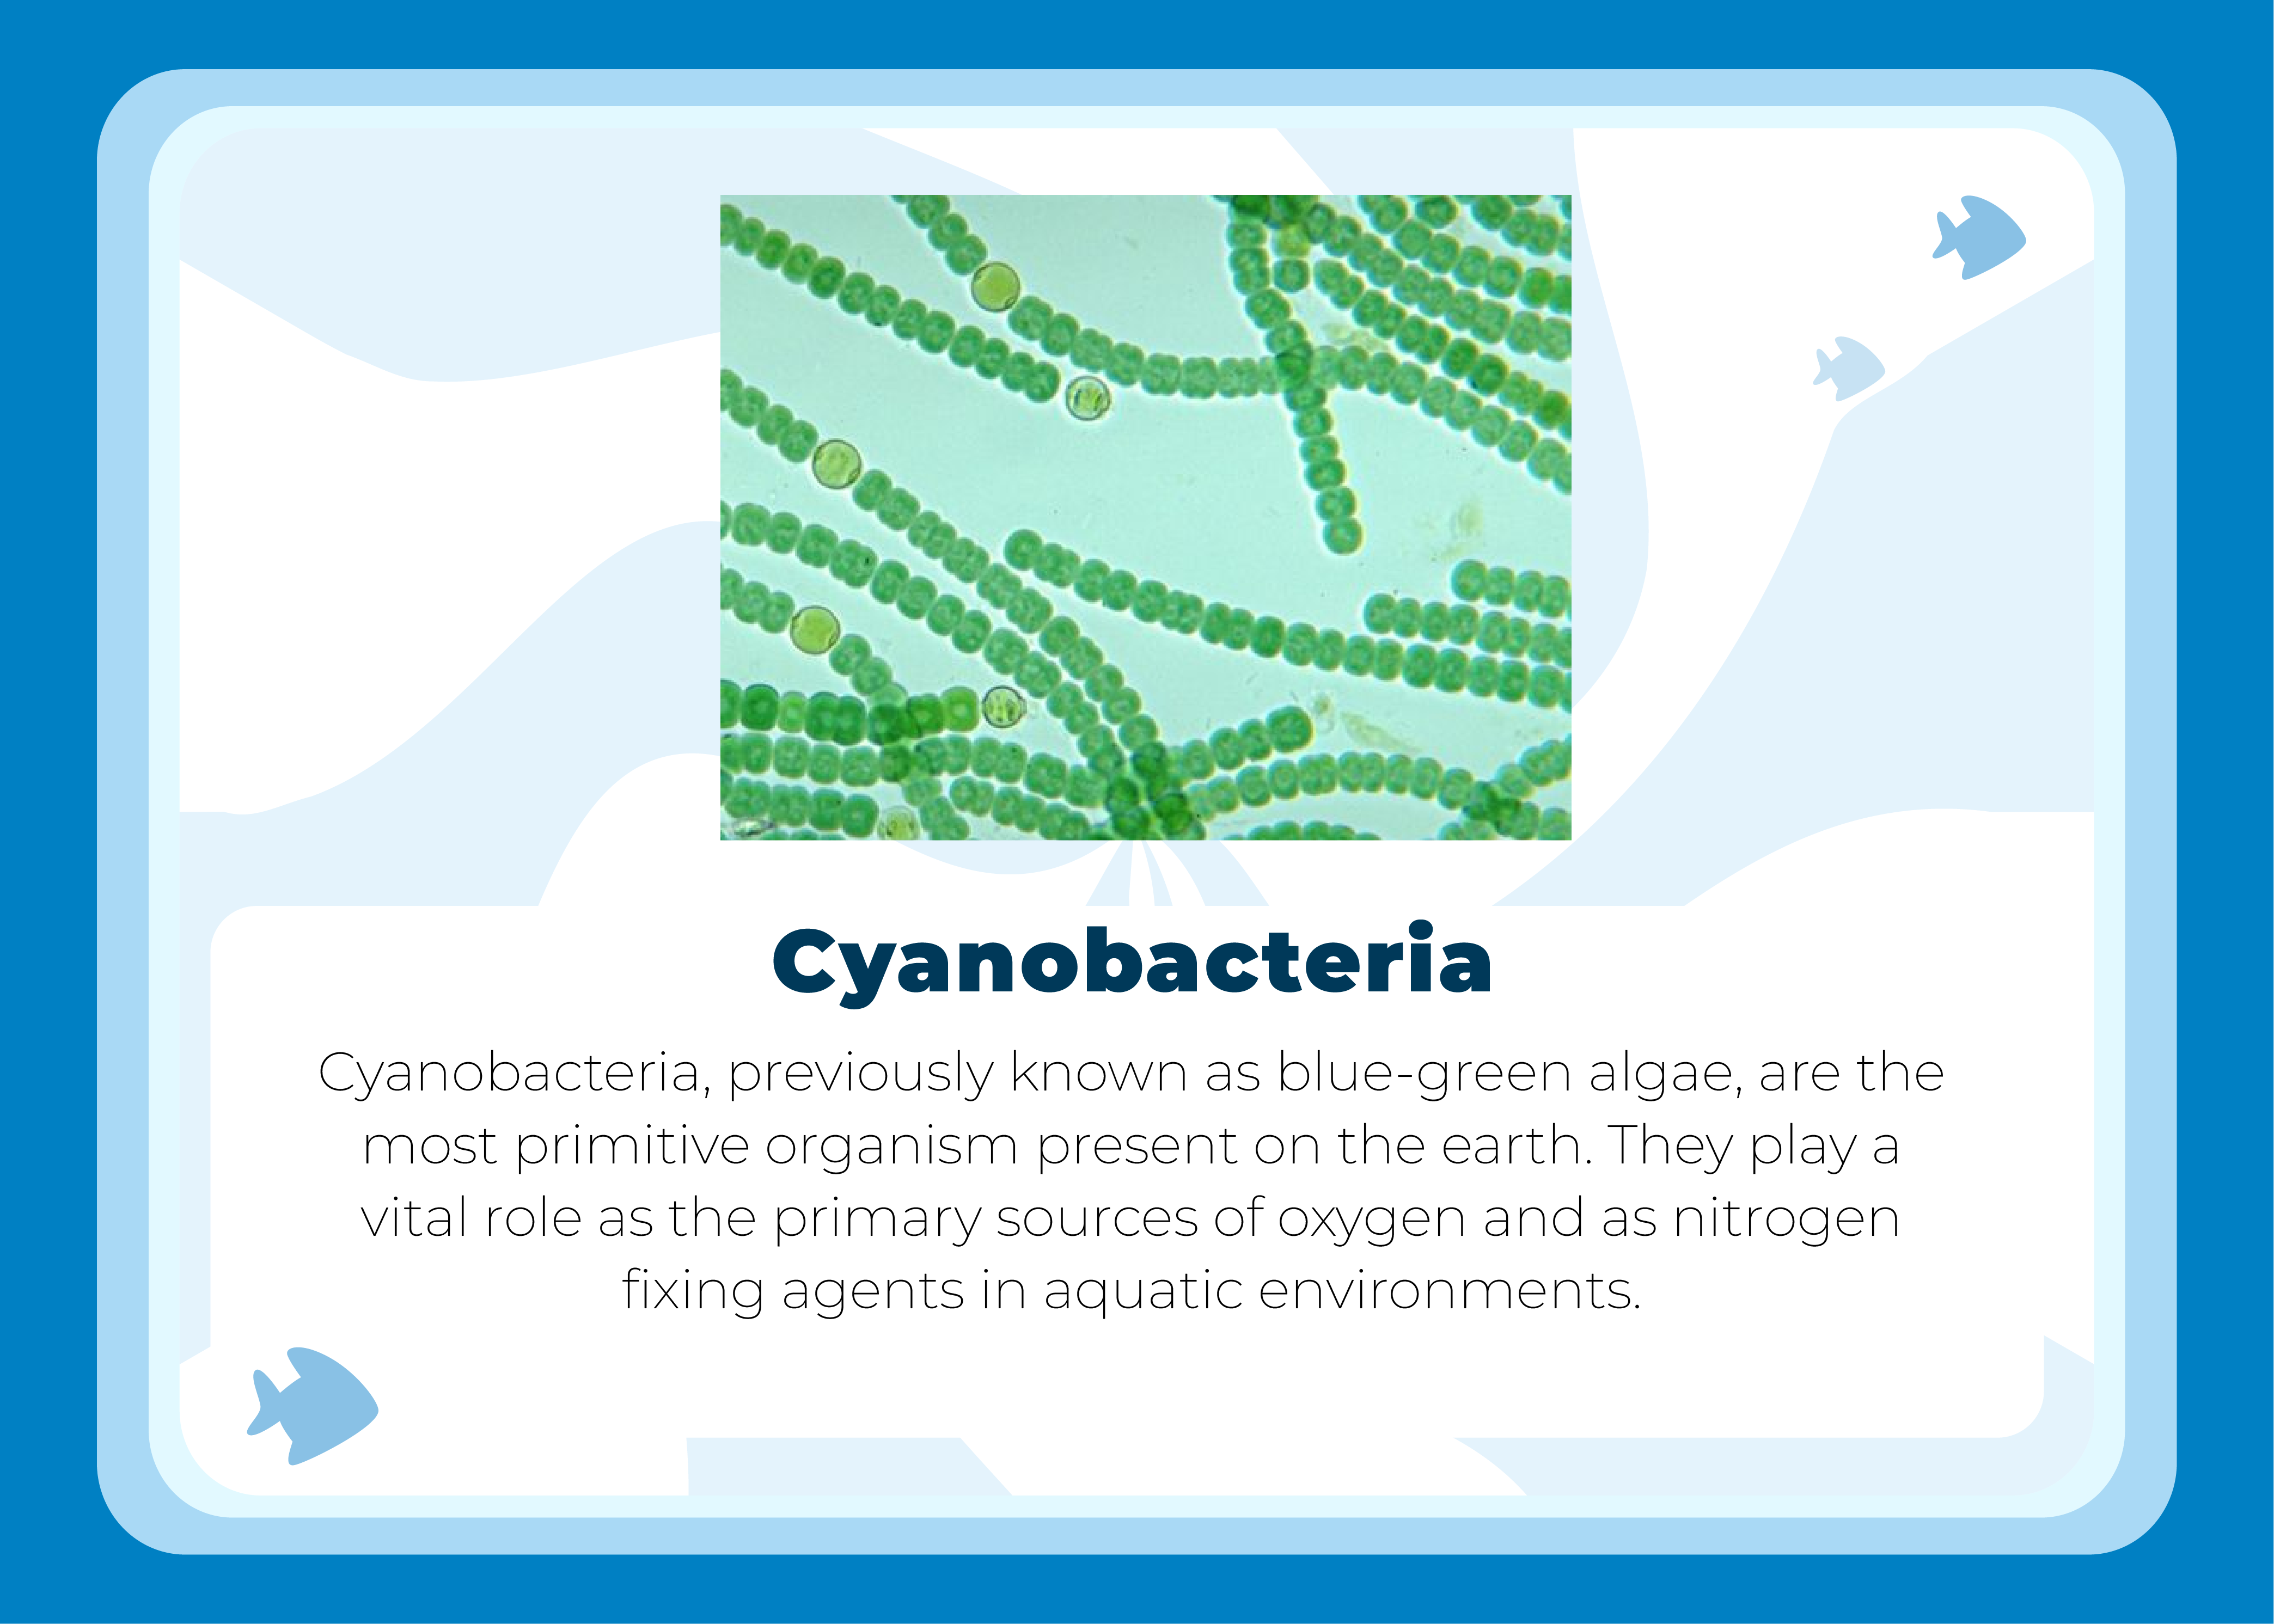 Cyanobacteria
Cyanobacteria, previously known as blue-green algae, are the
most primitive organism present on the earth. They play a
vital role as the primary sources of oxygen and as nitrogen
fixing agents in aquatic environments.